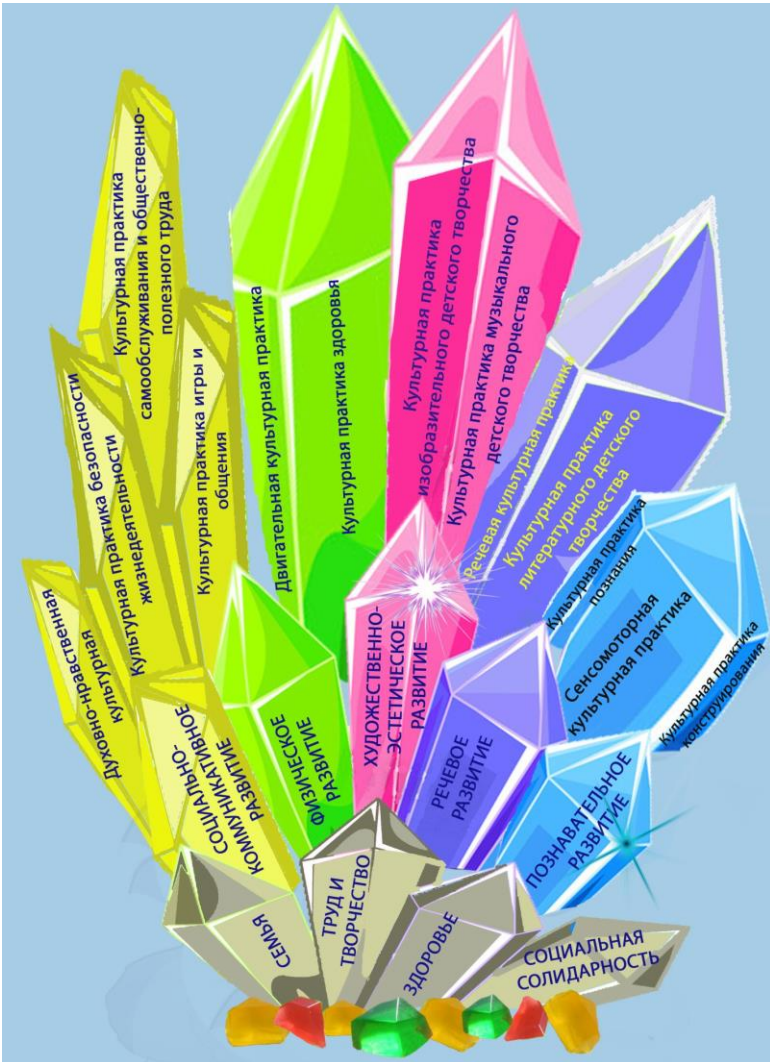 Культурная практика
самообслуживания и общественно-
полезного труда
Культурная практика безопасности
жизнедеятельности
Культурная практика игры и
общения
Духовно-нравственная
культурная
СОЦИАЛЬНО-
КОММУНИКАТИВНОЕ
РАЗВИТИЕ
Двигательная культурная практика
Культурная практика здоровья
ФИЗИЧЕСКОЕ
РАЗВИТИЕ
Культурная практика
изобразительного детского творчества
Культурная практика музыкального
детского творчества
ХУДОЖЕСТВЕННО-
ЭСТЕТИЧЕСКОЕ
РАЗВИТИЕ
Речевая культурная практика
Культурная практика
литературного детского
творчества
РЕЧЕВОЕ
РАЗВИТИЕ
Культурная практика
познания
Сенсомоторная
культурная практика
Культурная практика
конструирования
ПОЗНАВАТЕЛЬНОЕ
РАЗВИТИЕ
СЕМЬЯ
ТРУД И
ТВОРЧЕСТВО
ЗДОРОВЬЕ
СОЦИАЛЬНАЯ
СОЛИДАРНОСТЬ